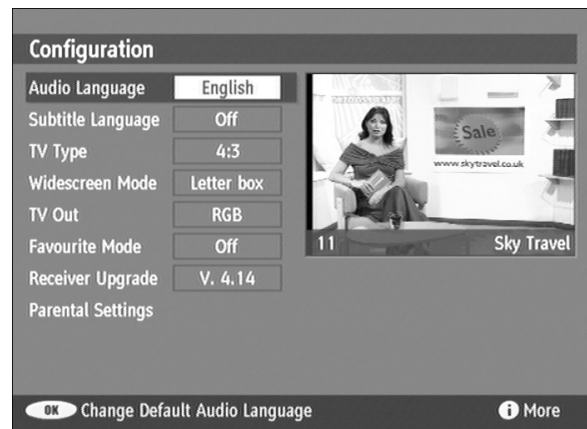 Configuration
Audio Language English
Subtitle Language Off
TV Type 4:3
Widescreen Mode Letter box
TV Out RGB
Favourite Mode Off
Receiver Upgrade V. 4.14
Parental Settings
Sale
www.skytravel.co.uk
11 Sky Travel
OK Change Default Audio Language
i More